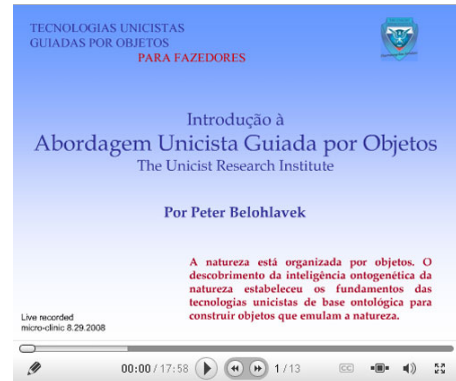 TECNOLOGIAS UNICISTAS
GUIADAS POR OBJETOS
PARA FAZEDORES
Introdução à
Abordagem Unicista Guiada por Objetos
The Unicist Research Institute
Por Peter Belohlavek
A natureza está organizada por objetos. O
descobrimento da inteligência ontogenética da
natureza estabeleceu os fundamentos das
tecnologias unicistas de base ontológica para
construir objetos que emulam a natureza.
Live recorded
micro-clinic 8.29.2008
00:00 / 17:58
1 / 13
CC